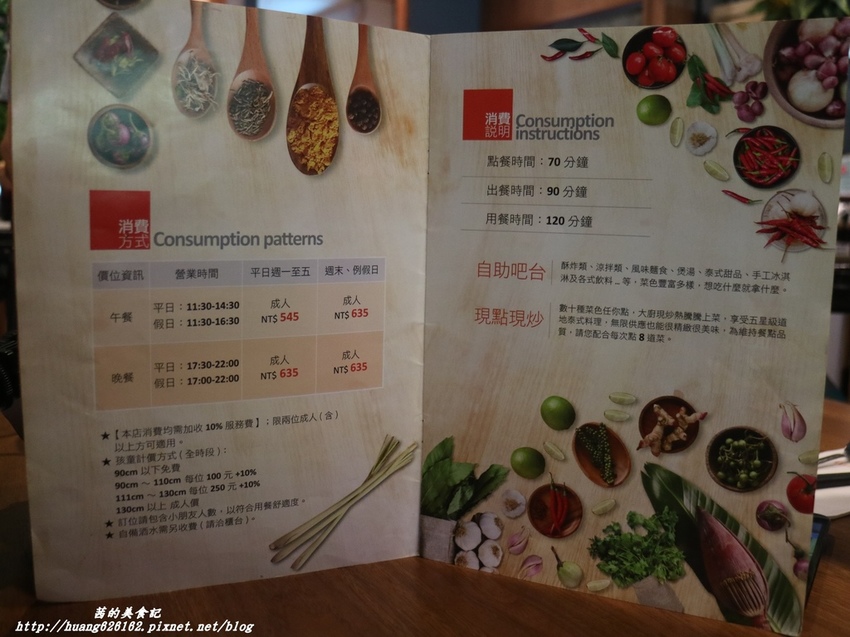 消費
方式 Consumption patterns
價位資訊 營業時間 平日週一至五 週末、例假日
午餐 平日:11:30-14:30 成人 成人
假日:11:30-16:30 NT$ 545 NT$ 635
晚餐 平日:17:30-22:00 成人 成人
假日:17:00-22:00 NT$ 635 NT$ 635
★【本店消費均需加收 10% 服務費】;限兩位成人(含)
以上方可適用。
★ 孩童計價方式(全時段):
90cm 以下免費
90cm ~ 110cm 每位 100 元 +10%
111cm ~ 130cm 每位 250 元 +10%
130cm 以上 成人價
★ 訂位請包含小朋友人數,以符合用餐舒適度。
★ 自備酒水需另收費(請洽櫃台)。
消費
說明 Consumption
instructions
點餐時間:70 分鐘
出餐時間:90 分鐘
用餐時間:120 分鐘
自助吧台 酥炸類、涼拌類、風味麵食、煲湯、泰式甜品、手工冰淇
淋及各式飲料...等,菜色豐富多樣,想吃什麼就拿什麼。
現點現炒 數十種菜色任你點,大廚現炒熱騰騰上菜,享受五星級道
地泰式料理,無限供應也能很精緻很美味,為維持餐點品
質,請您配合每次點 8 道菜。
茜的美食記
http://huang626162.pixnet.net/blog